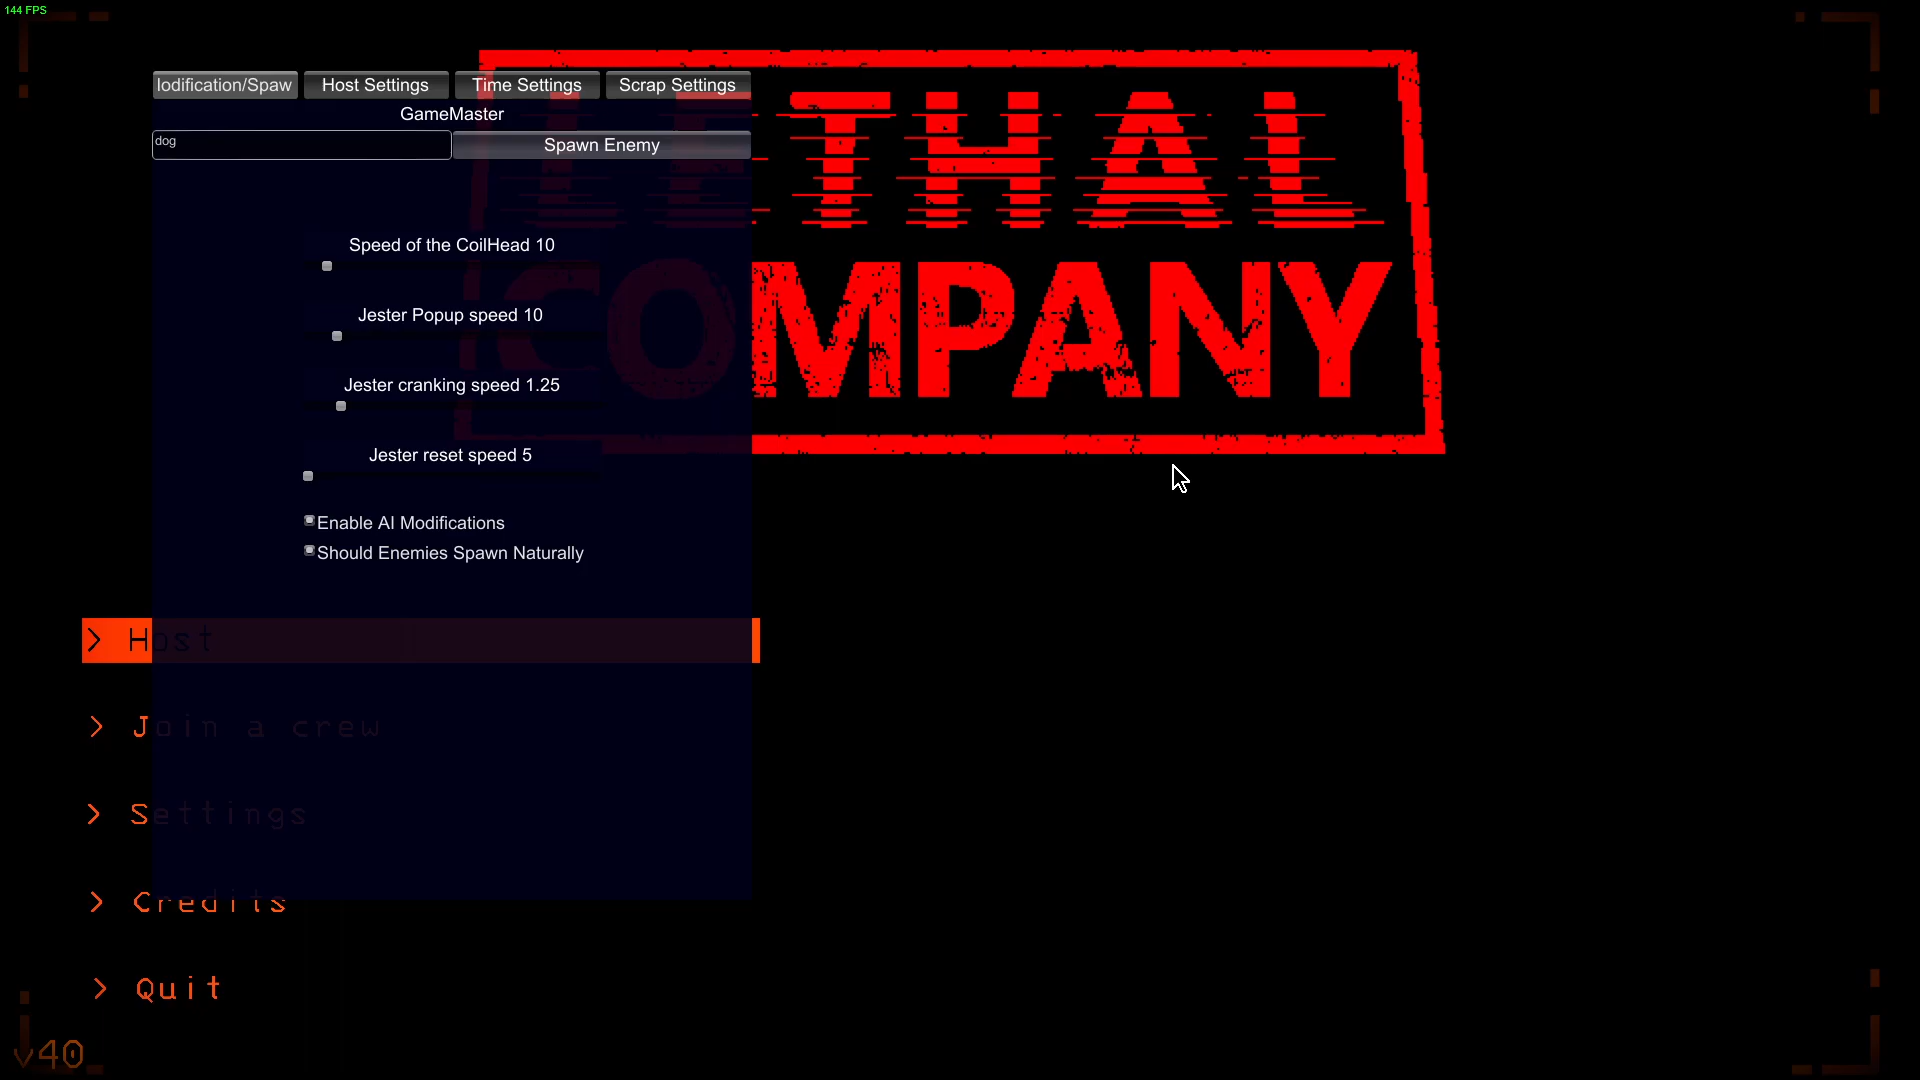 144 FPS
lodification/Spaw Host Settings Time Settings Scrap Settings
GameMaster
dog Spawn Enemy
LETHAL
COMPANY
Speed of the CoilHead 10
Jester Popup speed 10
Jester cranking speed 1.25
Jester reset speed 5
Enable AI Modifications
Should Enemies Spawn Naturally
> Host
> Join a crew
> Settings
> Credits
> Quit
v40